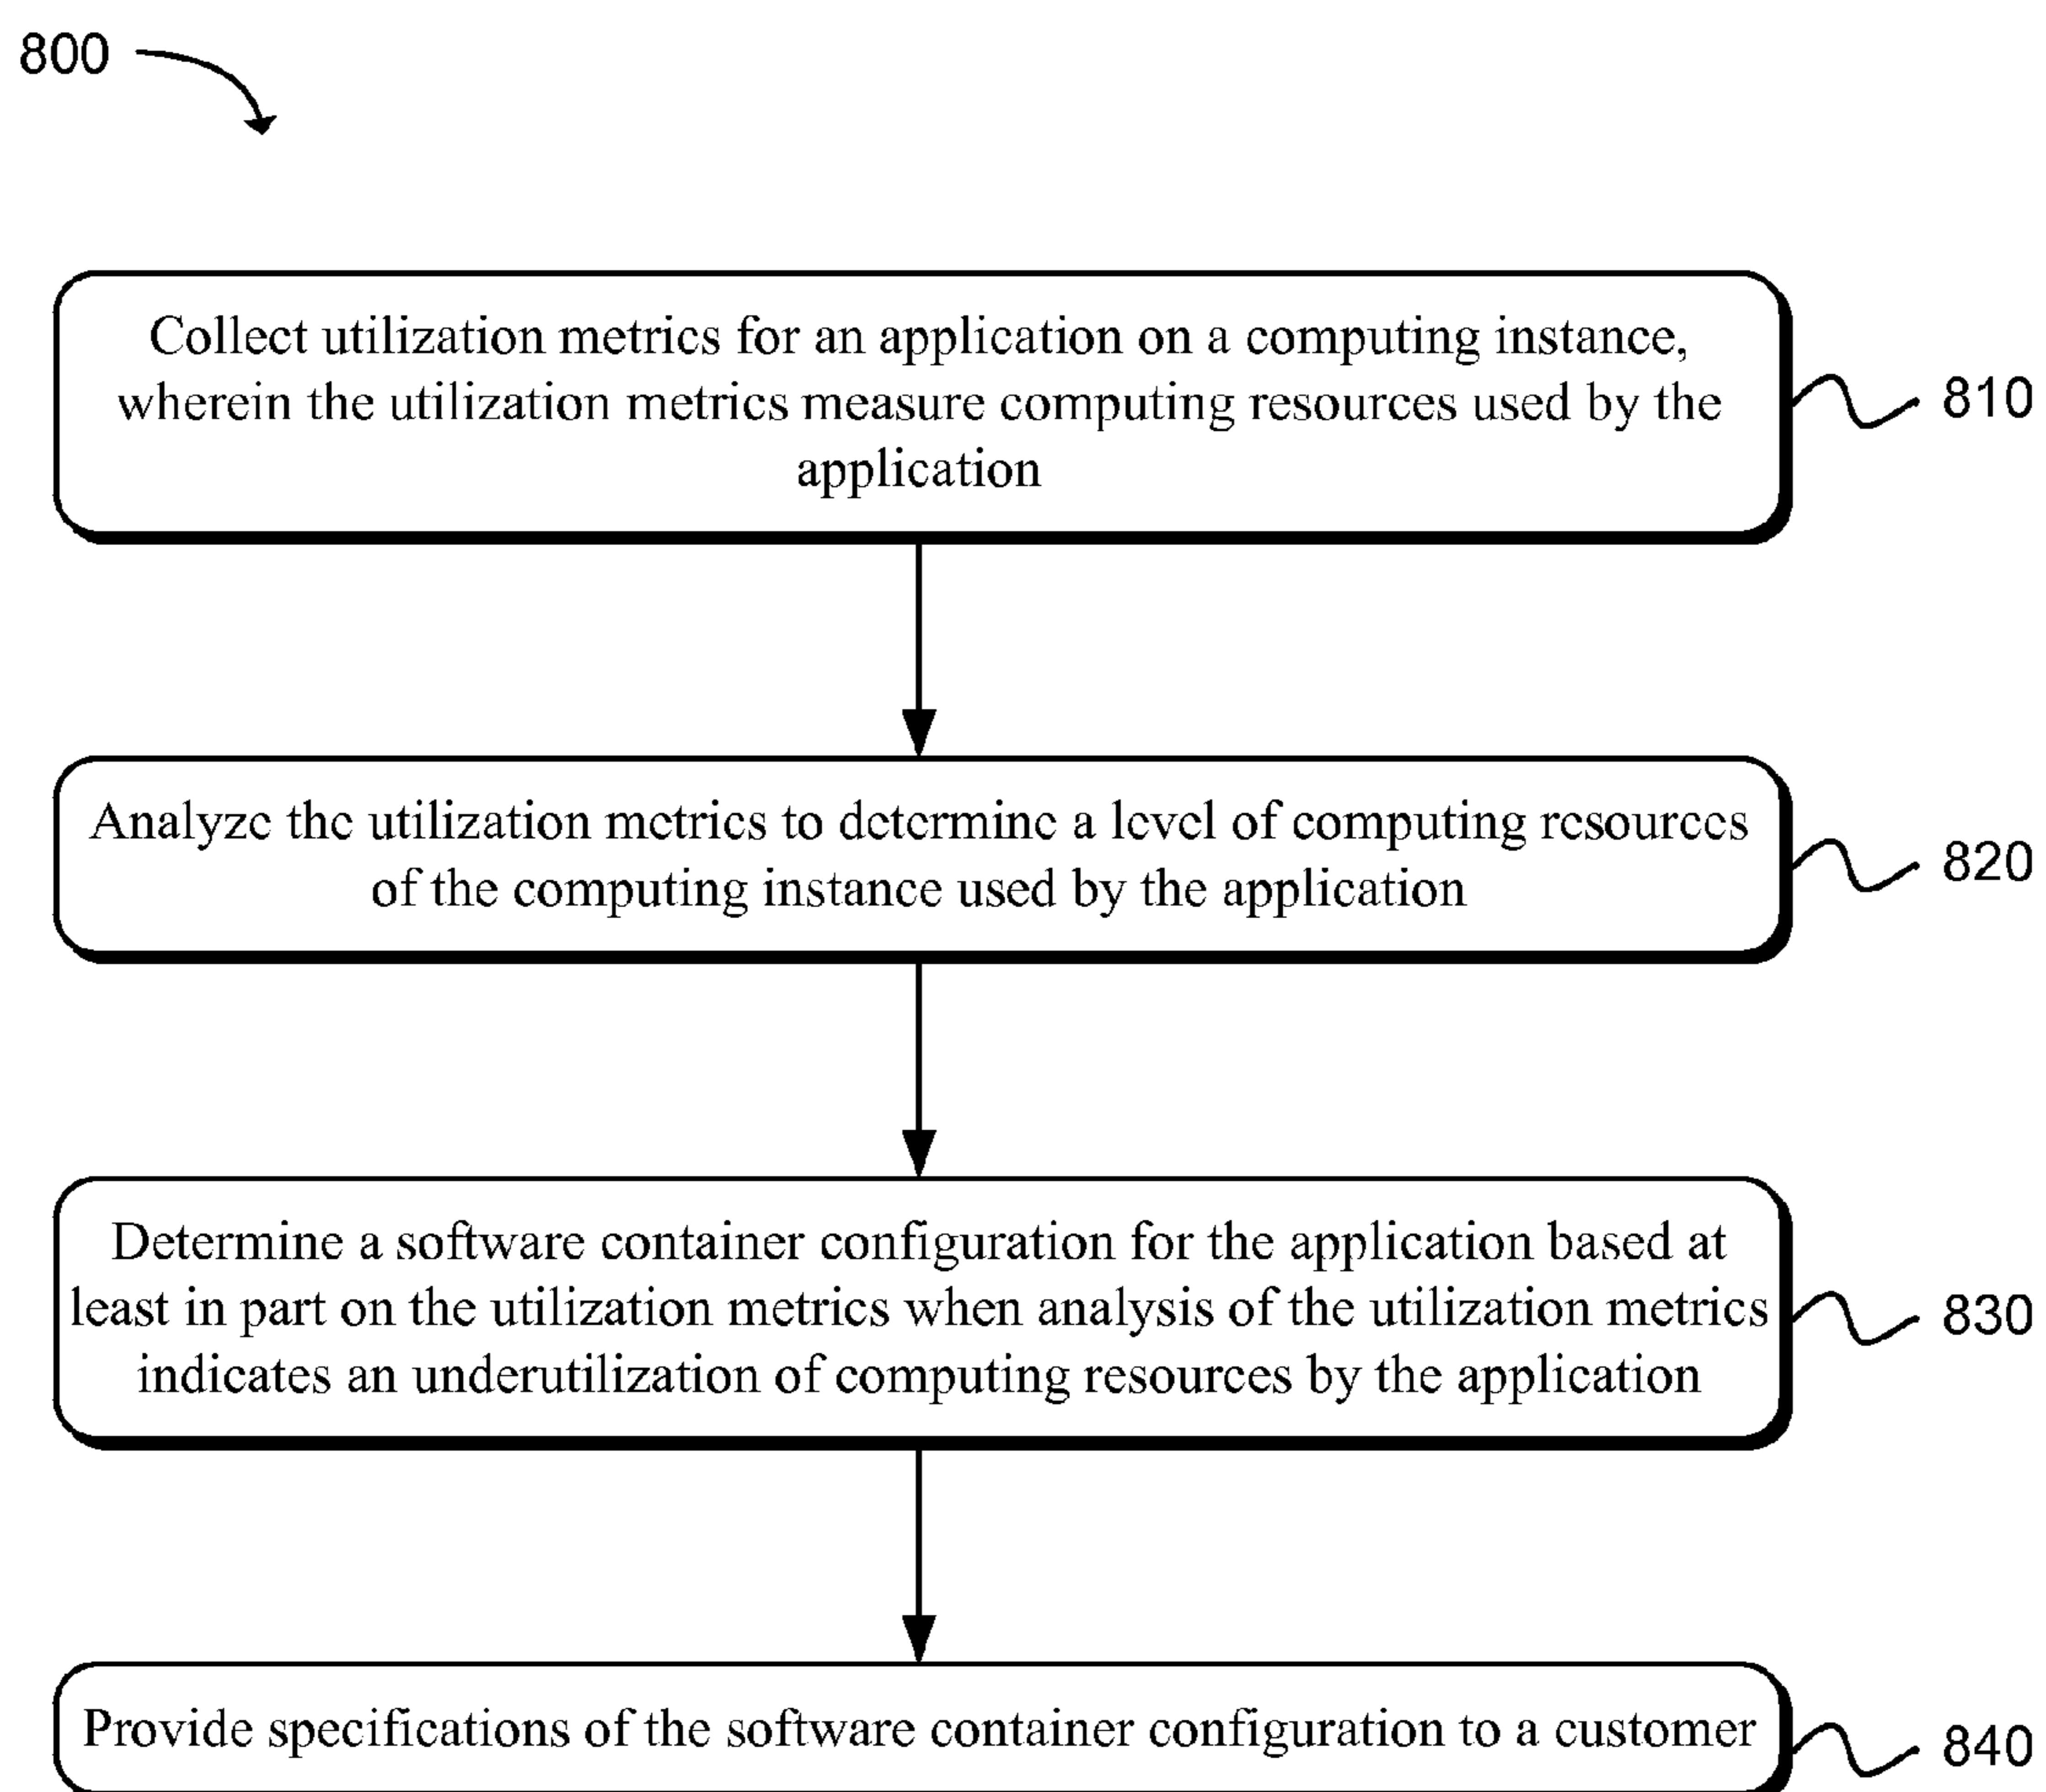 800
Collect utilization metrics for an application on a computing instance,
wherein the utilization metrics measure computing resources used by the
application
810
Analyze the utilization metrics to determine a level of computing resources
of the computing instance used by the application
820
Determine a software container configuration for the application based at
least in part on the utilization metrics when analysis of the utilization metrics
indicates an underutilization of computing resources by the application
830
Provide specifications of the software container configuration to a customer
840